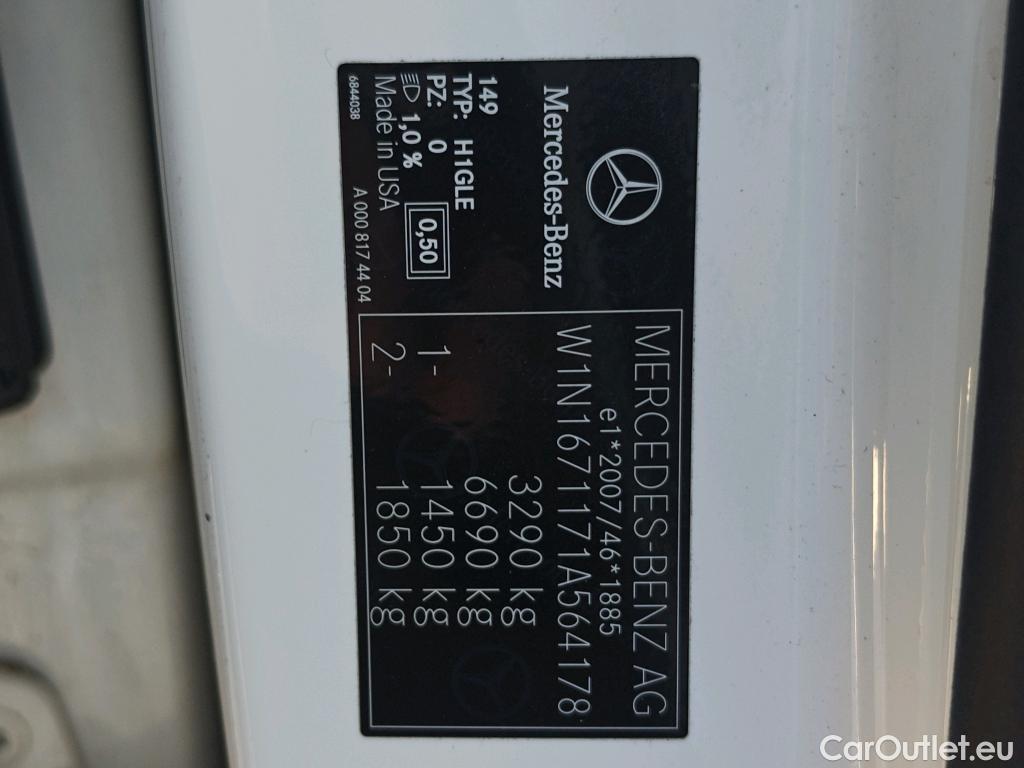 Mercedes-Benz
149
TYP: H1GLE
PZ: 0
1,0 % 0,50
Made in USA
6844038 A 000 817 44 04
MERCEDES-BENZ AG
e1*2007/46*1885
W1N1671171A564178
3290 kg
6690 kg
1- 1450 kg
2- 1850 kg
CarOutlet.eu